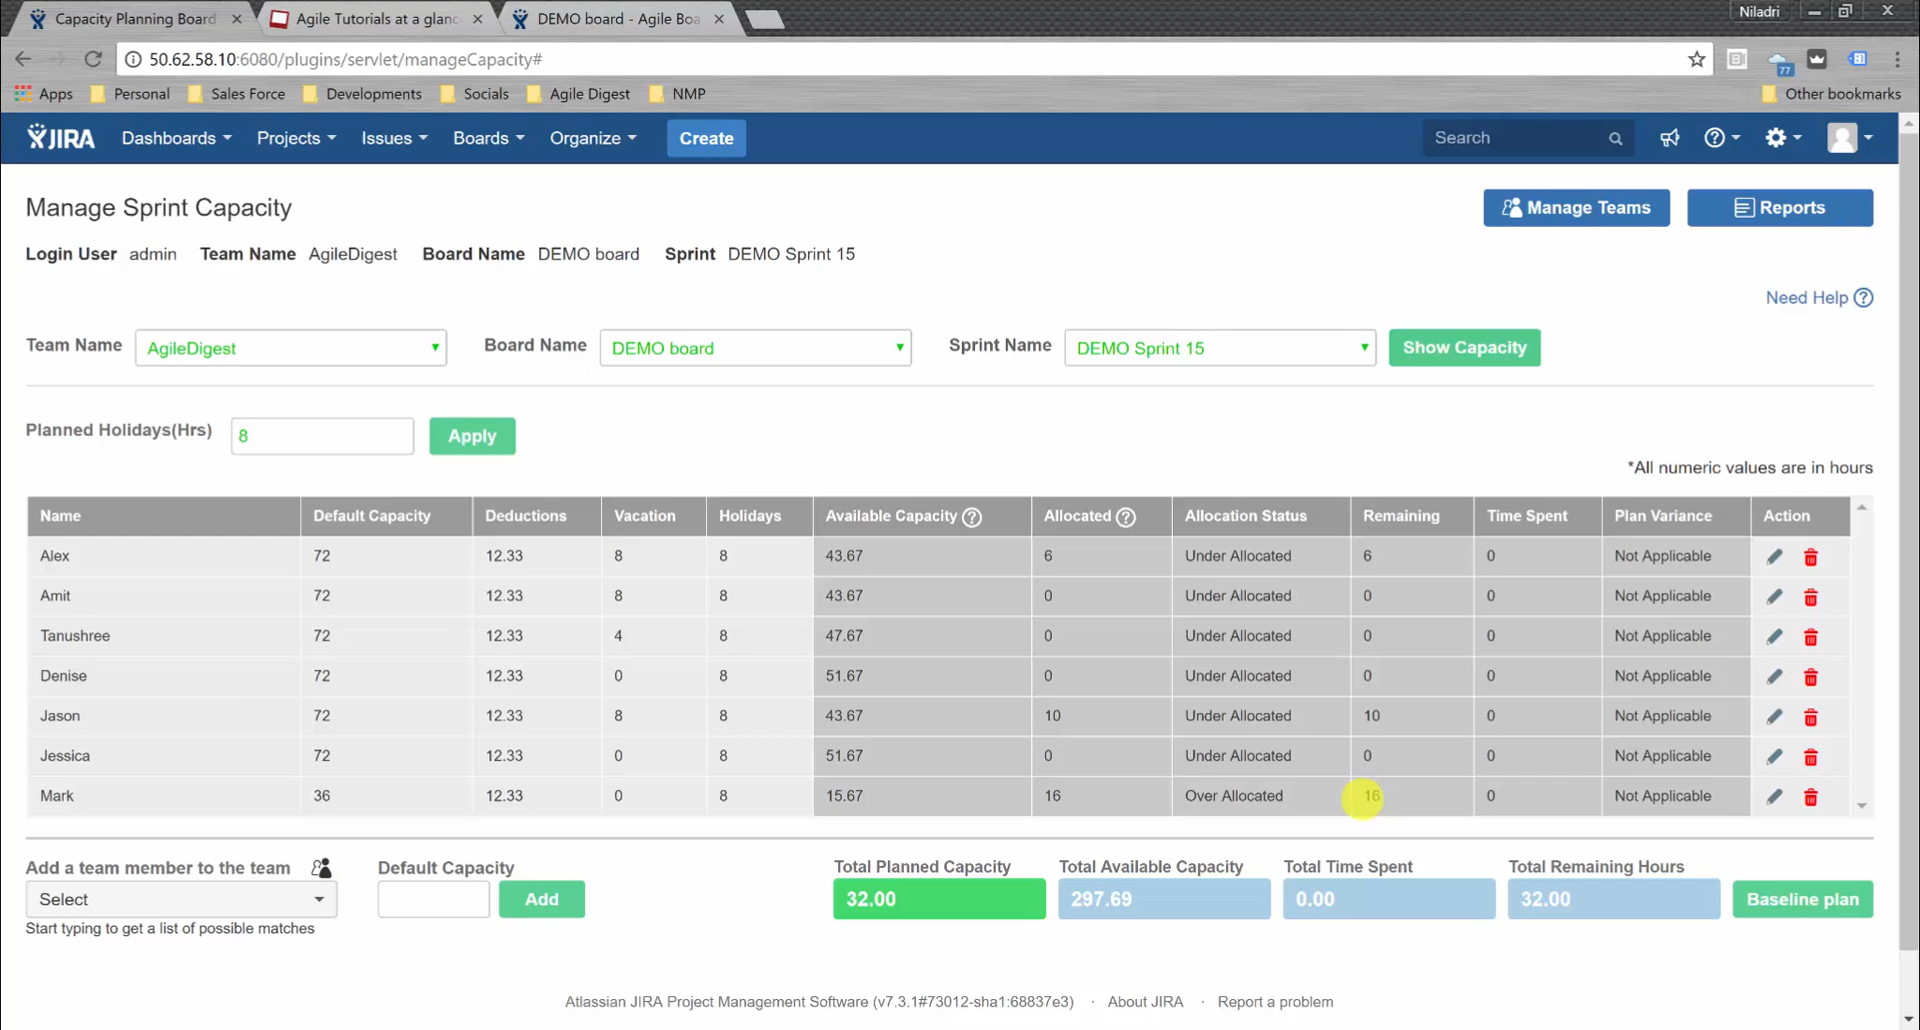 Capacity Planning Board
Agile Tutorials at a glanc
DEMO board - Agile Boa
Niladri
50.62.58.10:6080/plugins/servlet/manageCapacity#
77
Apps Personal Sales Force Developments Socials Agile Digest NMP Other bookmarks
JIRA Dashboards Projects Issues Boards Organize Create Search
Manage Sprint Capacity
Manage Teams Reports
Login User admin Team Name AgileDigest Board Name DEMO board Sprint DEMO Sprint 15
Need Help
Team Name AgileDigest Board Name DEMO board Sprint Name DEMO Sprint 15 Show Capacity
Planned Holidays(Hrs) 8 Apply
*All numeric values are in hours
Name Default Capacity Deductions Vacation Holidays Available Capacity Allocated Allocation Status Remaining Time Spent Plan Variance Action
Alex 72 12.33 8 8 43.67 6 Under Allocated 6 0 Not Applicable
Amit 72 12.33 8 8 43.67 0 Under Allocated 0 0 Not Applicable
Tanushree 72 12.33 4 8 47.67 0 Under Allocated 0 0 Not Applicable
Denise 72 12.33 0 8 51.67 0 Under Allocated 0 0 Not Applicable
Jason 72 12.33 8 8 43.67 10 Under Allocated 10 0 Not Applicable
Jessica 72 12.33 0 8 51.67 0 Under Allocated 0 0 Not Applicable
Mark 36 12.33 0 8 15.67 16 Over Allocated 16 0 Not Applicable
Add a team member to the team Default Capacity Total Planned Capacity Total Available Capacity Total Time Spent Total Remaining Hours
Select Add 32.00 297.69 0.00 32.00 Baseline plan
Start typing to get a list of possible matches
Atlassian JIRA Project Management Software (v7.3.1#73012-sha1:68837e3) · About JIRA · Report a problem